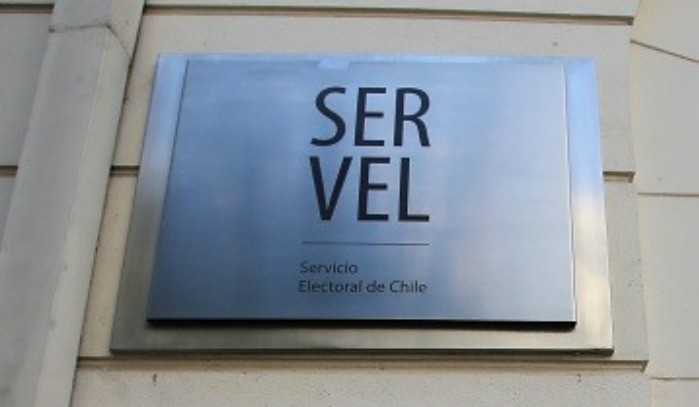 SER
VEL
Servicio
Electoral de Chile